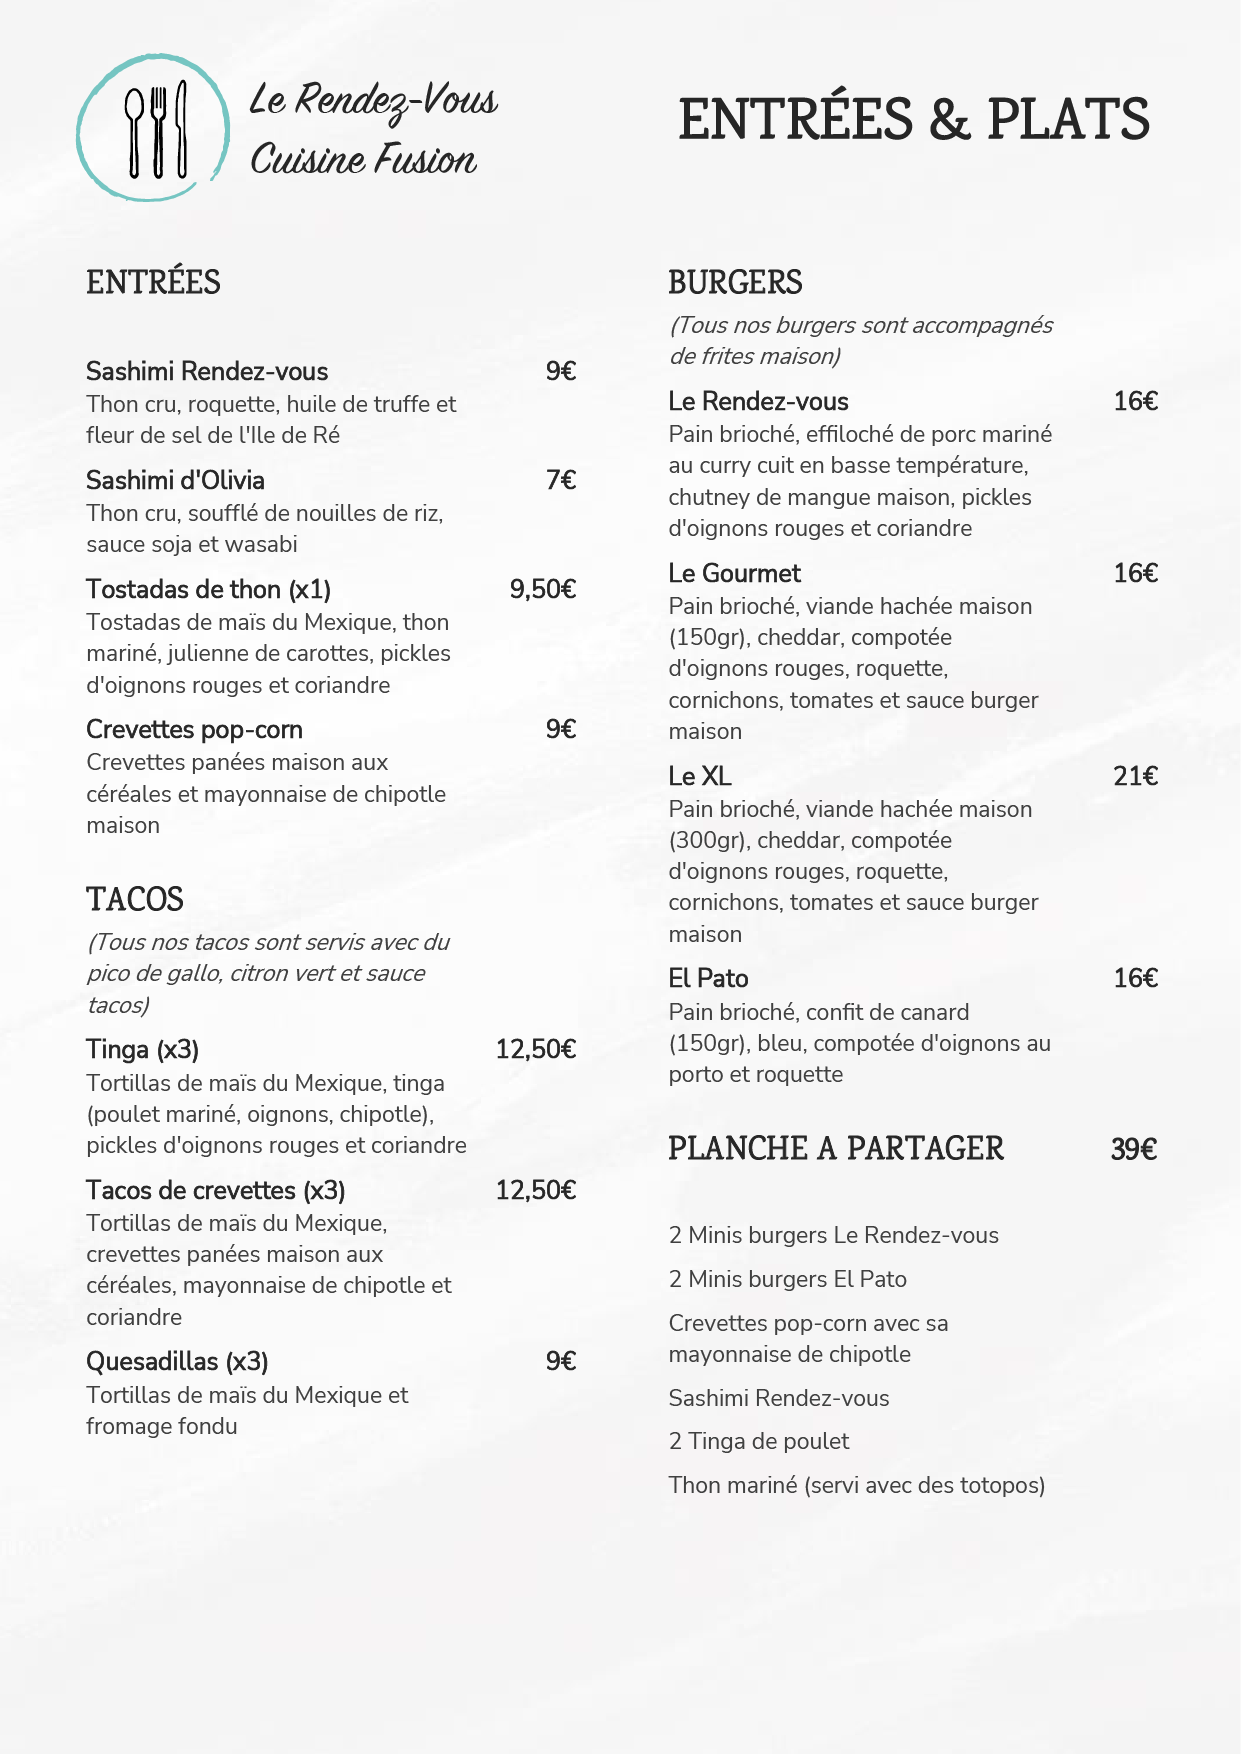 Le Rendez-Vous
Cuisine Fusion
ENTRÉES & PLATS
ENTRÉES
Sashimi Rendez-vous 9€
Thon cru, roquette, huile de truffe et
fleur de sel de l'Ile de Ré
Sashimi d'Olivia 7€
Thon cru, soufflé de nouilles de riz,
sauce soja et wasabi
Tostadas de thon (x1) 9,50€
Tostadas de maïs du Mexique, thon
mariné, julienne de carottes, pickles
d'oignons rouges et coriandre
Crevettes pop-corn 9€
Crevettes panées maison aux
céréales et mayonnaise de chipotle
maison
TACOS
(Tous nos tacos sont servis avec du
pico de gallo, citron vert et sauce
tacos)
Tinga (x3) 12,50€
Tortillas de maïs du Mexique, tinga
(poulet mariné, oignons, chipotle),
pickles d'oignons rouges et coriandre
Tacos de crevettes (x3) 12,50€
Tortillas de maïs du Mexique,
crevettes panées maison aux
céréales, mayonnaise de chipotle et
coriandre
Quesadillas (x3) 9€
Tortillas de maïs du Mexique et
fromage fondu
BURGERS
(Tous nos burgers sont accompagnés
de frites maison)
Le Rendez-vous 16€
Pain brioché, effiloché de porc mariné
au curry cuit en basse température,
chutney de mangue maison, pickles
d'oignons rouges et coriandre
Le Gourmet 16€
Pain brioché, viande hachée maison
(150gr), cheddar, compotée
d'oignons rouges, roquette,
cornichons, tomates et sauce burger
maison
Le XL 21€
Pain brioché, viande hachée maison
(300gr), cheddar, compotée
d'oignons rouges, roquette,
cornichons, tomates et sauce burger
maison
El Pato 16€
Pain brioché, confit de canard
(150gr), bleu, compotée d'oignons au
porto et roquette
PLANCHE A PARTAGER 39€
2 Minis burgers Le Rendez-vous
2 Minis burgers El Pato
Crevettes pop-corn avec sa
mayonnaise de chipotle
Sashimi Rendez-vous
2 Tinga de poulet
Thon mariné (servi avec des totopos)